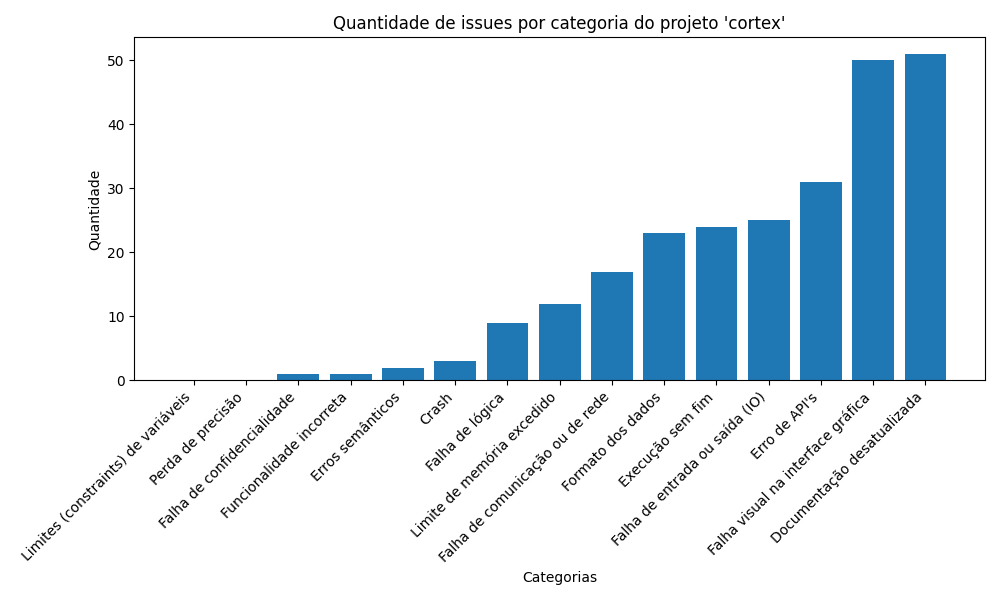 Quantidade de issues por categoria do projeto 'cortex'
Quantidade
50
40
30
20
10
0
Limites (constraints) de variáveis
Perda de precisão
Falha de confidencialidade
Funcionalidade incorreta
Erros semânticos
Crash
Falha de lógica
Limite de memória excedido
Falha de comunicação ou de rede
Formato dos dados
Execução sem fim
Falha de entrada ou saída (IO)
Erro de API's
Falha visual na interface gráfica
Documentação desatualizada
Categorias